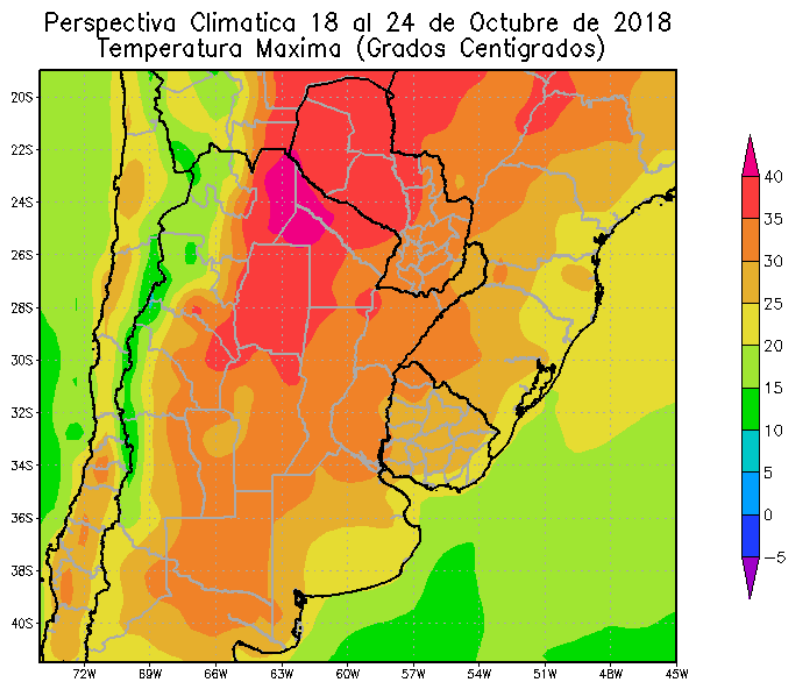 Perspectiva Climatica 18 al 24 de Octubre de 2018
Temperatura Maxima (Grados Centigrados)
20S
22S
24S
26S
28S
30S
32S
34S
36S
38S
40S
72W 69W 66W 63W 60W 57W 54W 51W 48W 45W
40
35
30
25
20
15
10
5
0
-5